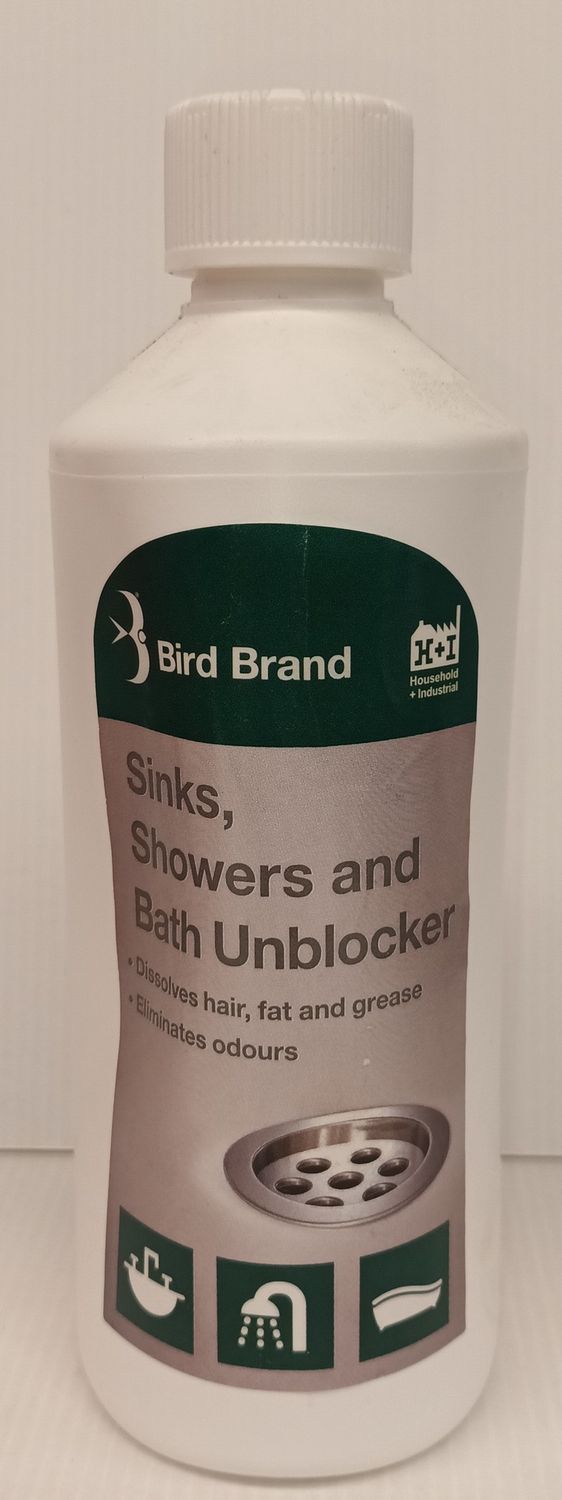 Bird Brand
H+I
Household
+ Industrial
Sinks,
Showers and
Bath Unblocker
• Dissolves hair, fat and grease
• Eliminates odours